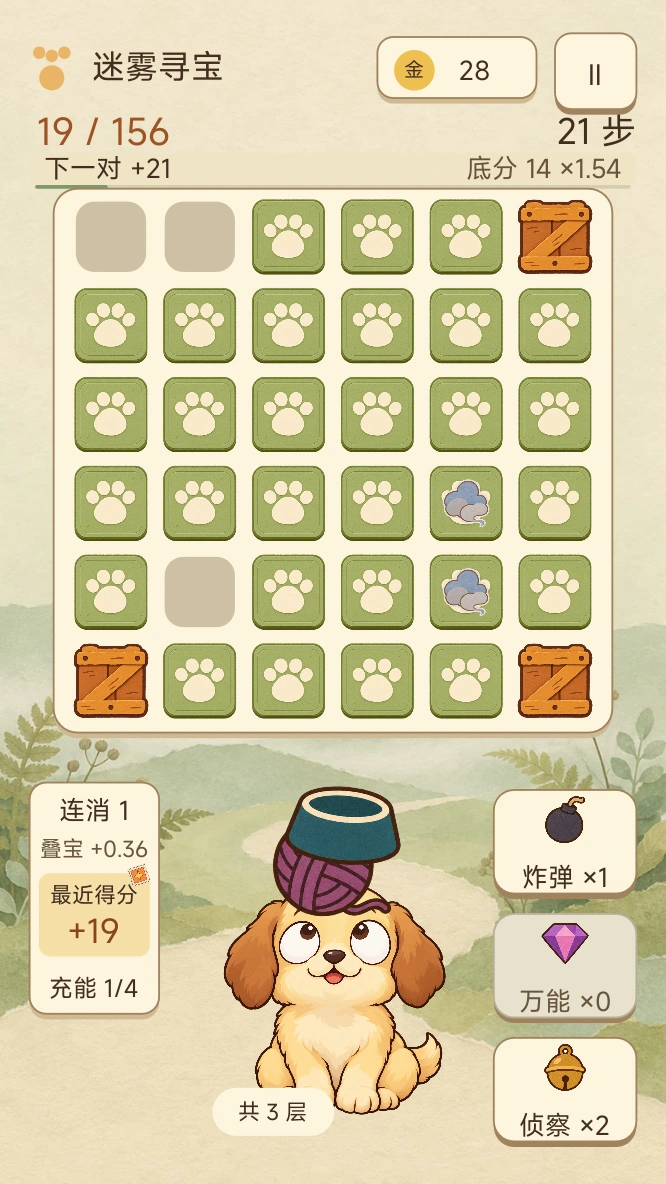 迷雾寻宝
金 28
19 / 156
21 步
下一对 +21
底分 14 ×1.54
连消 1
叠宝 +0.36
最近得分
+19
充能 1/4
炸弹 ×1
万能 ×0
侦察 ×2
共 3 层